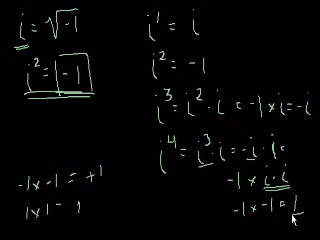 i = √-1
i² = -1
-1 x -1 = +1
1 x 1 = 1
i¹ = i
i² = -1
i³ = i² · i = -1 x i = -i
i⁴ = i³ · i = -i · i =
-1 x i · i
-1 x -1 = 1